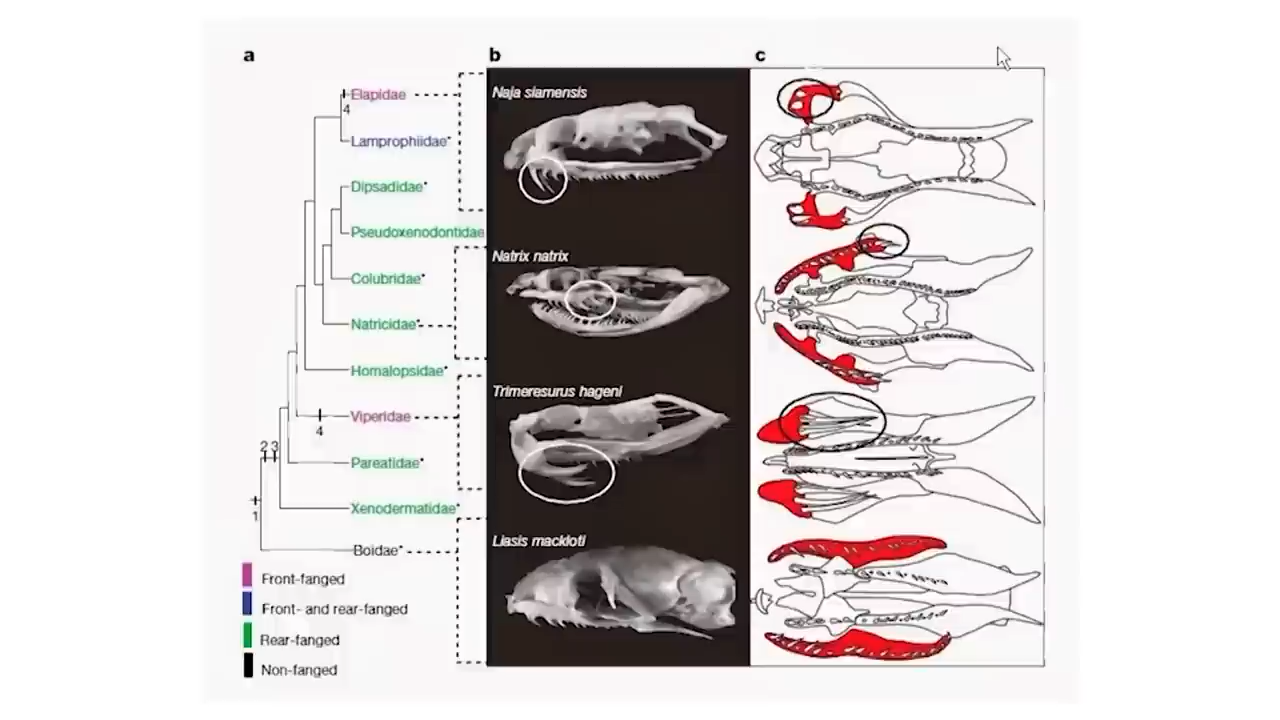 a
b
c
Elapidae
4
Lamprophiidae*
Dipsadidae*
Pseudoxenodontidae
Colubridae*
Natricidae*
Homalopsidae*
Viperidae
4
2 3
Pareatidae*
Xenodermatidae*
1
Boidae*
Front-fanged
Front- and rear-fanged
Rear-fanged
Non-fanged
Naja siamensis
Natrix natrix
Trimeresurus hageni
Liasis mackloti